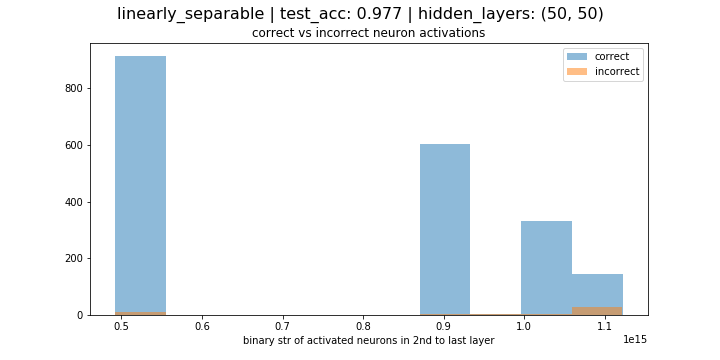 linearly_separable | test_acc: 0.977 | hidden_layers: (50, 50)
correct vs incorrect neuron activations
correct
incorrect
800
600
400
200
0
0.5 0.6 0.7 0.8 0.9 1.0 1.1
1e15
binary str of activated neurons in 2nd to last layer